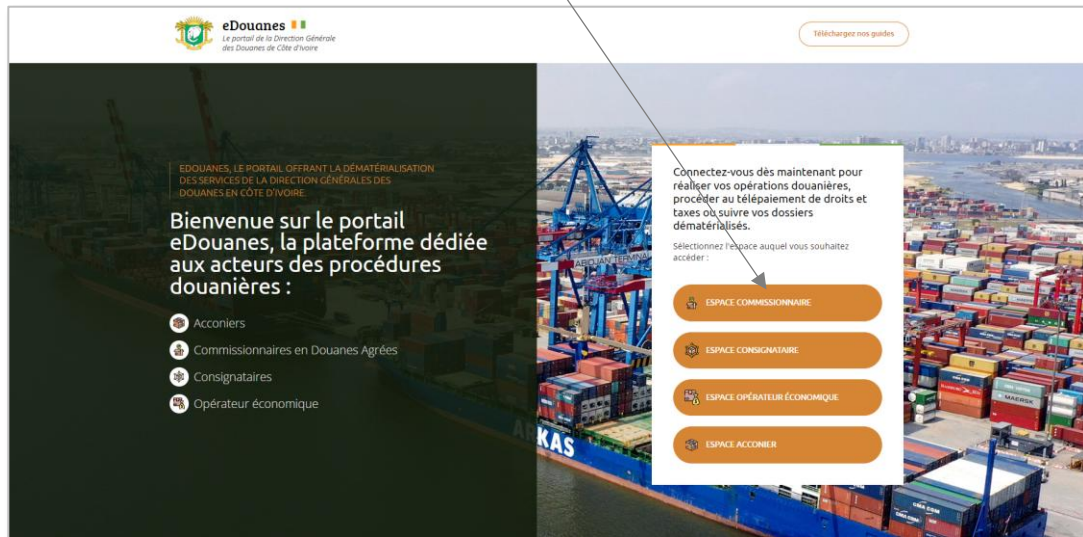 eDouanes
Le portail de la Direction Générale
des Douanes de Côte d'Ivoire
Téléchargez nos guides
EDOUANES, LE PORTAIL OFFRANT LA DÉMATÉRIALISATION
DES SERVICES DE LA DIRECTION GÉNÉRALES DES
DOUANES EN CÔTE D'IVOIRE.
Bienvenue sur le portail
eDouanes, la plateforme dédiée
aux acteurs des procédures
douanières :
Acconiers
Commissionnaires en Douanes Agrées
Consignataires
Opérateur économique
Connectez-vous dès maintenant pour
réaliser vos opérations douanières,
procéder au télépaiement de droits et
taxes ou suivre vos dossiers
dématérialisés.
Sélectionnez l'espace auquel vous souhaitez
accéder :
ESPACE COMMISSIONNAIRE
ESPACE CONSIGNATAIRE
ESPACE OPÉRATEUR ÉCONOMIQUE
ESPACE ACCONIER
ABIDJAN TERMINAL
ARKAS
MAERSK
CMA CGM